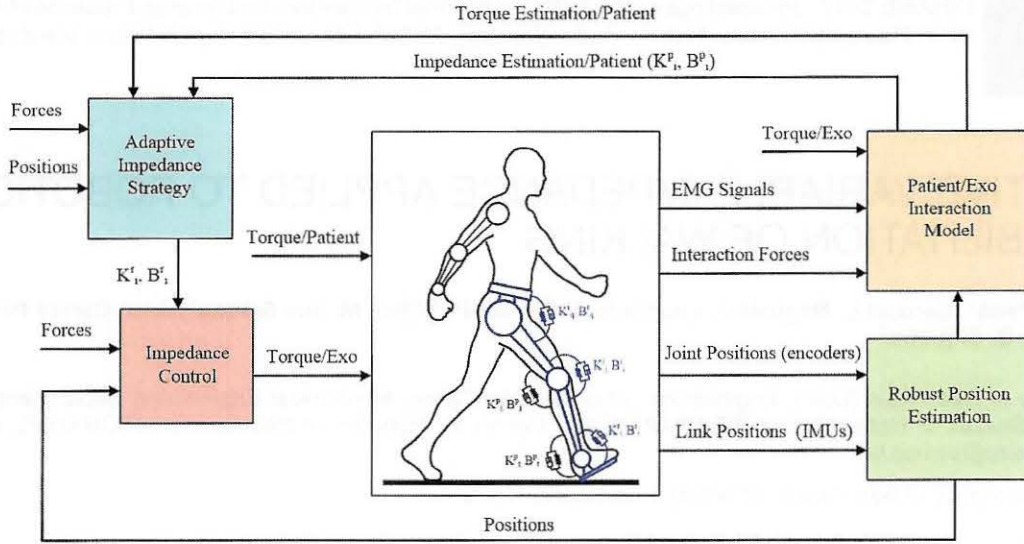 Torque Estimation/Patient
Impedance Estimation/Patient (Kᵖᵢ, Bᵖᵢ)
Forces
Positions
Adaptive
Impedance
Strategy
Torque/Exo
EMG Signals
Patient/Exo
Interaction
Model
Torque/Patient
Interaction Forces
Kʳᵢ, Bʳᵢ
Forces
Impedance
Control
Torque/Exo
Joint Positions (encoders)
Link Positions (IMUs)
Robust Position
Estimation
Positions